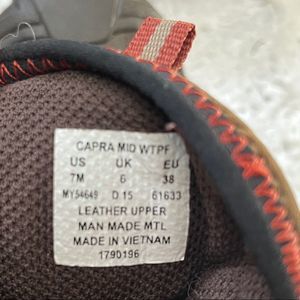 CAPRA MID WTPF
US UK EU
7M 6 38
MY54649 D 15 61633
LEATHER UPPER
MAN MADE MTL
MADE IN VIETNAM
1790196